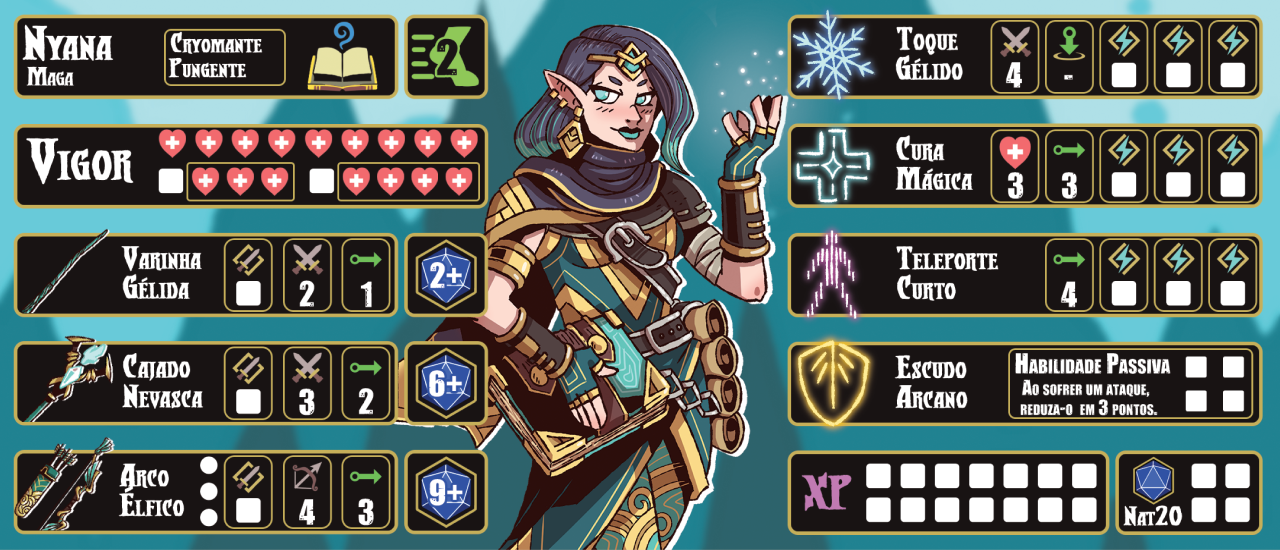 Nyana
Maga
Cryomante
Pungente
2
Vigor
Varinha
Gélida
2
1
2+
Cajado
Nevasca
3
2
6+
Arco
Élfico
4
3
9+
Toque
Gélido
4
-
Cura
Mágica
3
3
Teleporte
Curto
4
Escudo
Arcano
Habilidade Passiva
Ao sofrer um ataque,
reduza-o em 3 pontos.
XP
Nat20